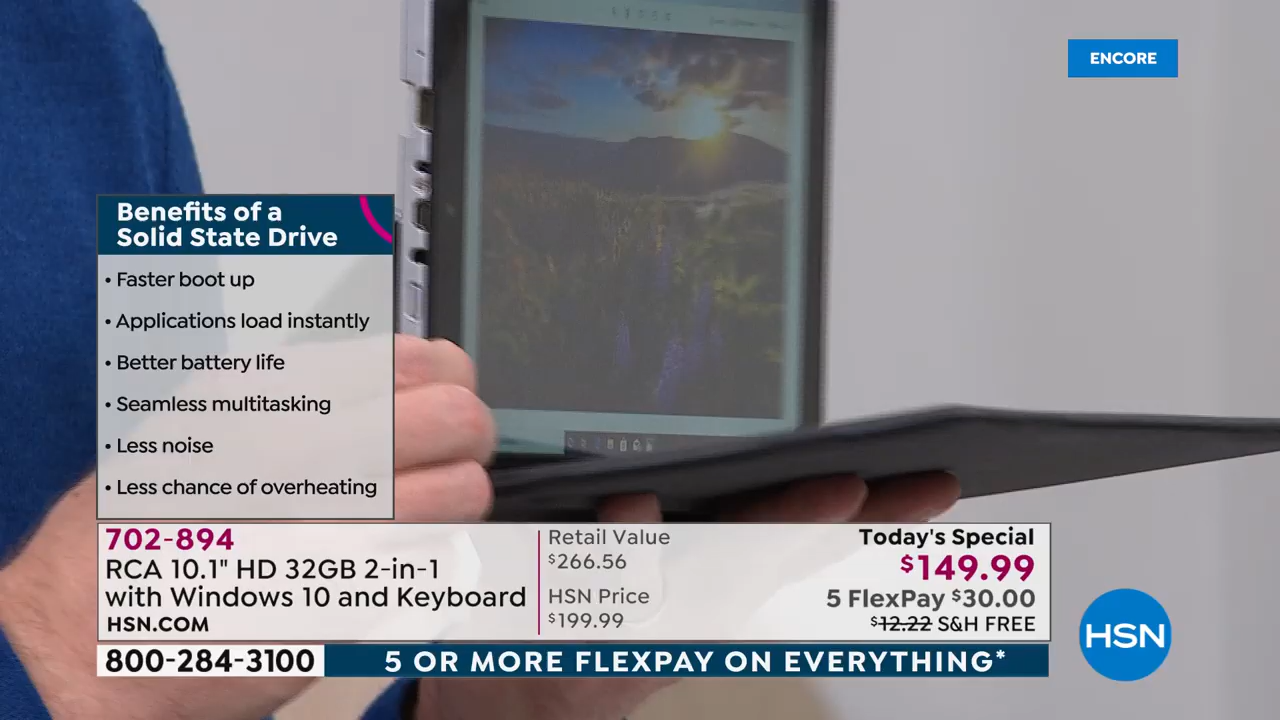 ENCORE
Benefits of a
Solid State Drive
• Faster boot up
• Applications load instantly
• Better battery life
• Seamless multitasking
• Less noise
• Less chance of overheating
702-894
RCA 10.1" HD 32GB 2-in-1
with Windows 10 and Keyboard
HSN.COM
Retail Value
$266.56
HSN Price
$199.99
Today's Special
$149.99
5 FlexPay $30.00
$12.22 S&H FREE
800-284-3100
5 OR MORE FLEXPAY ON EVERYTHING*
HSN